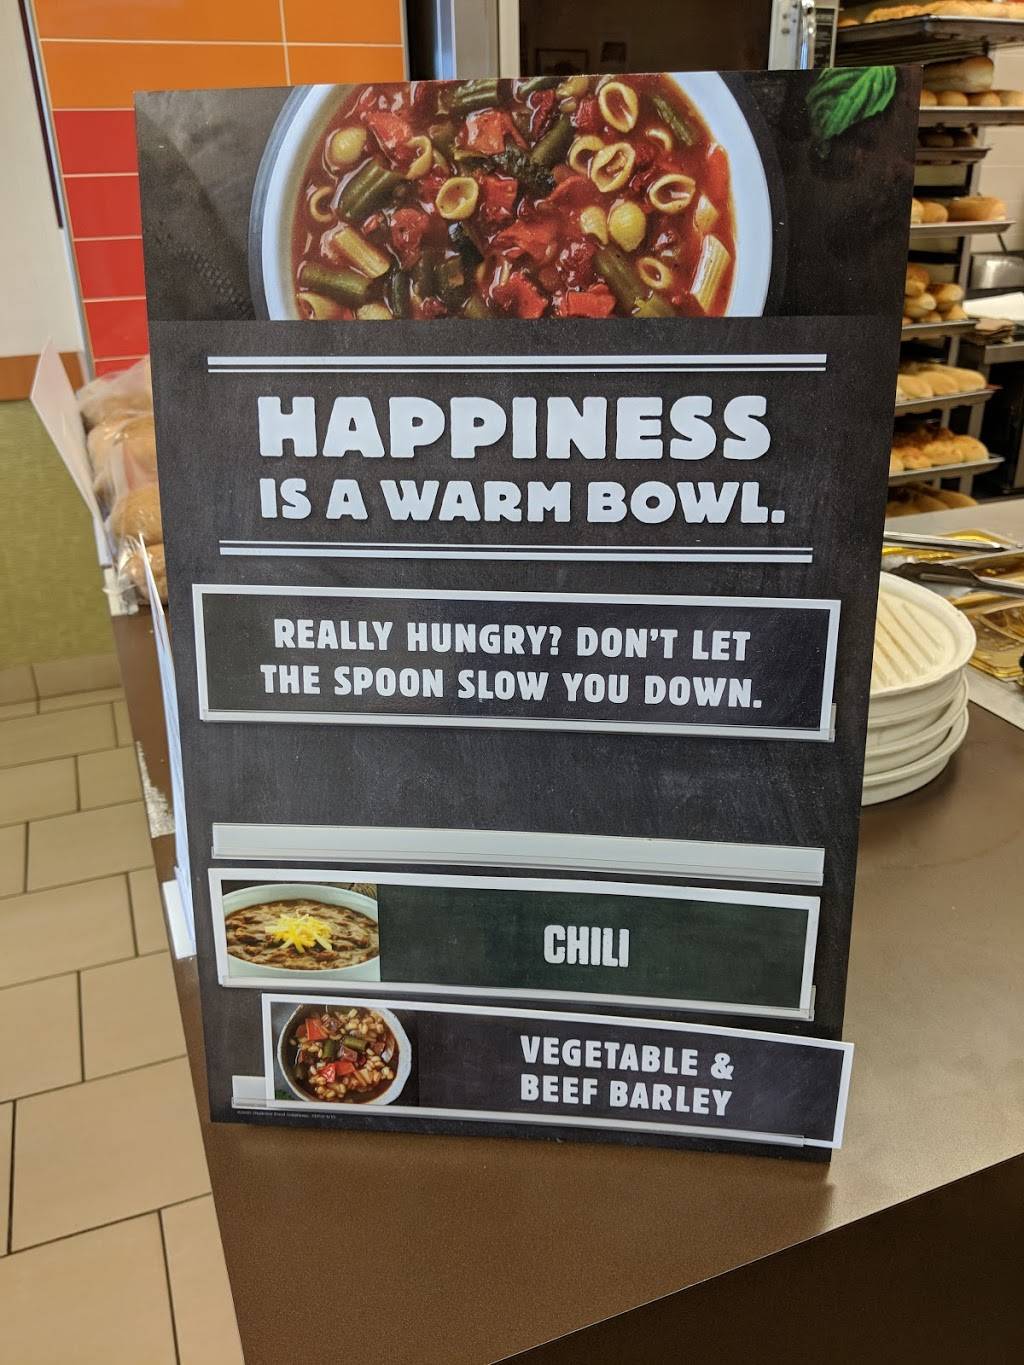 HAPPINESS
IS A WARM BOWL.
REALLY HUNGRY? DON'T LET
THE SPOON SLOW YOU DOWN.
CHILI
VEGETABLE &
BEEF BARLEY